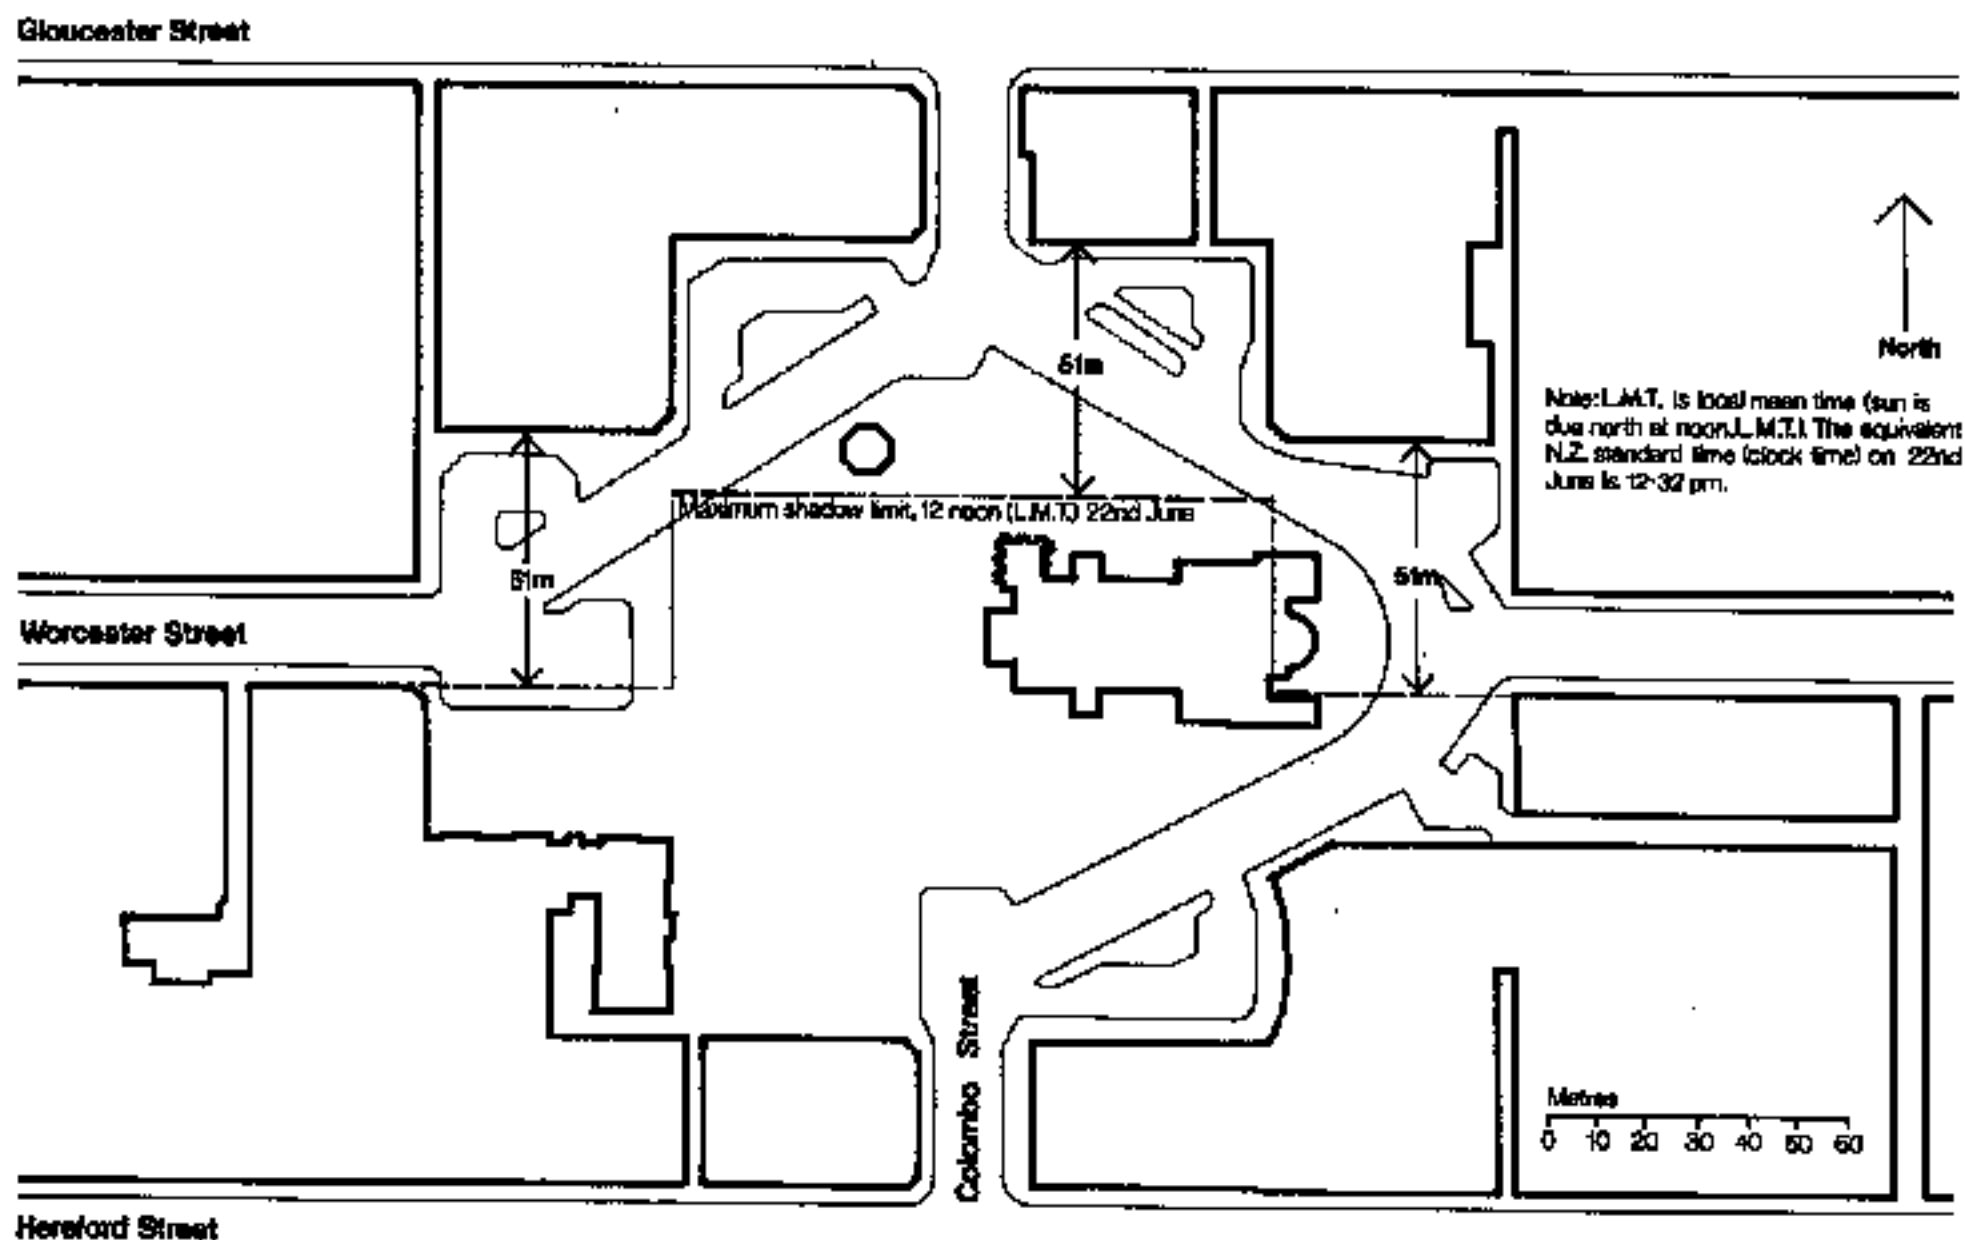 Gloucester Street
51m
North
Note: L.M.T. is local mean time (sun is
due north at noon L.M.T.). The equivalent
N.Z. standard time (clock time) on 22nd
June is 12·32 pm.
Maximum shadow limit, 12 noon (L.M.T.) 22nd June
51m
51m
Worcester Street
Colombo Street
Metres
0 10 20 30 40 50 60
Hereford Street